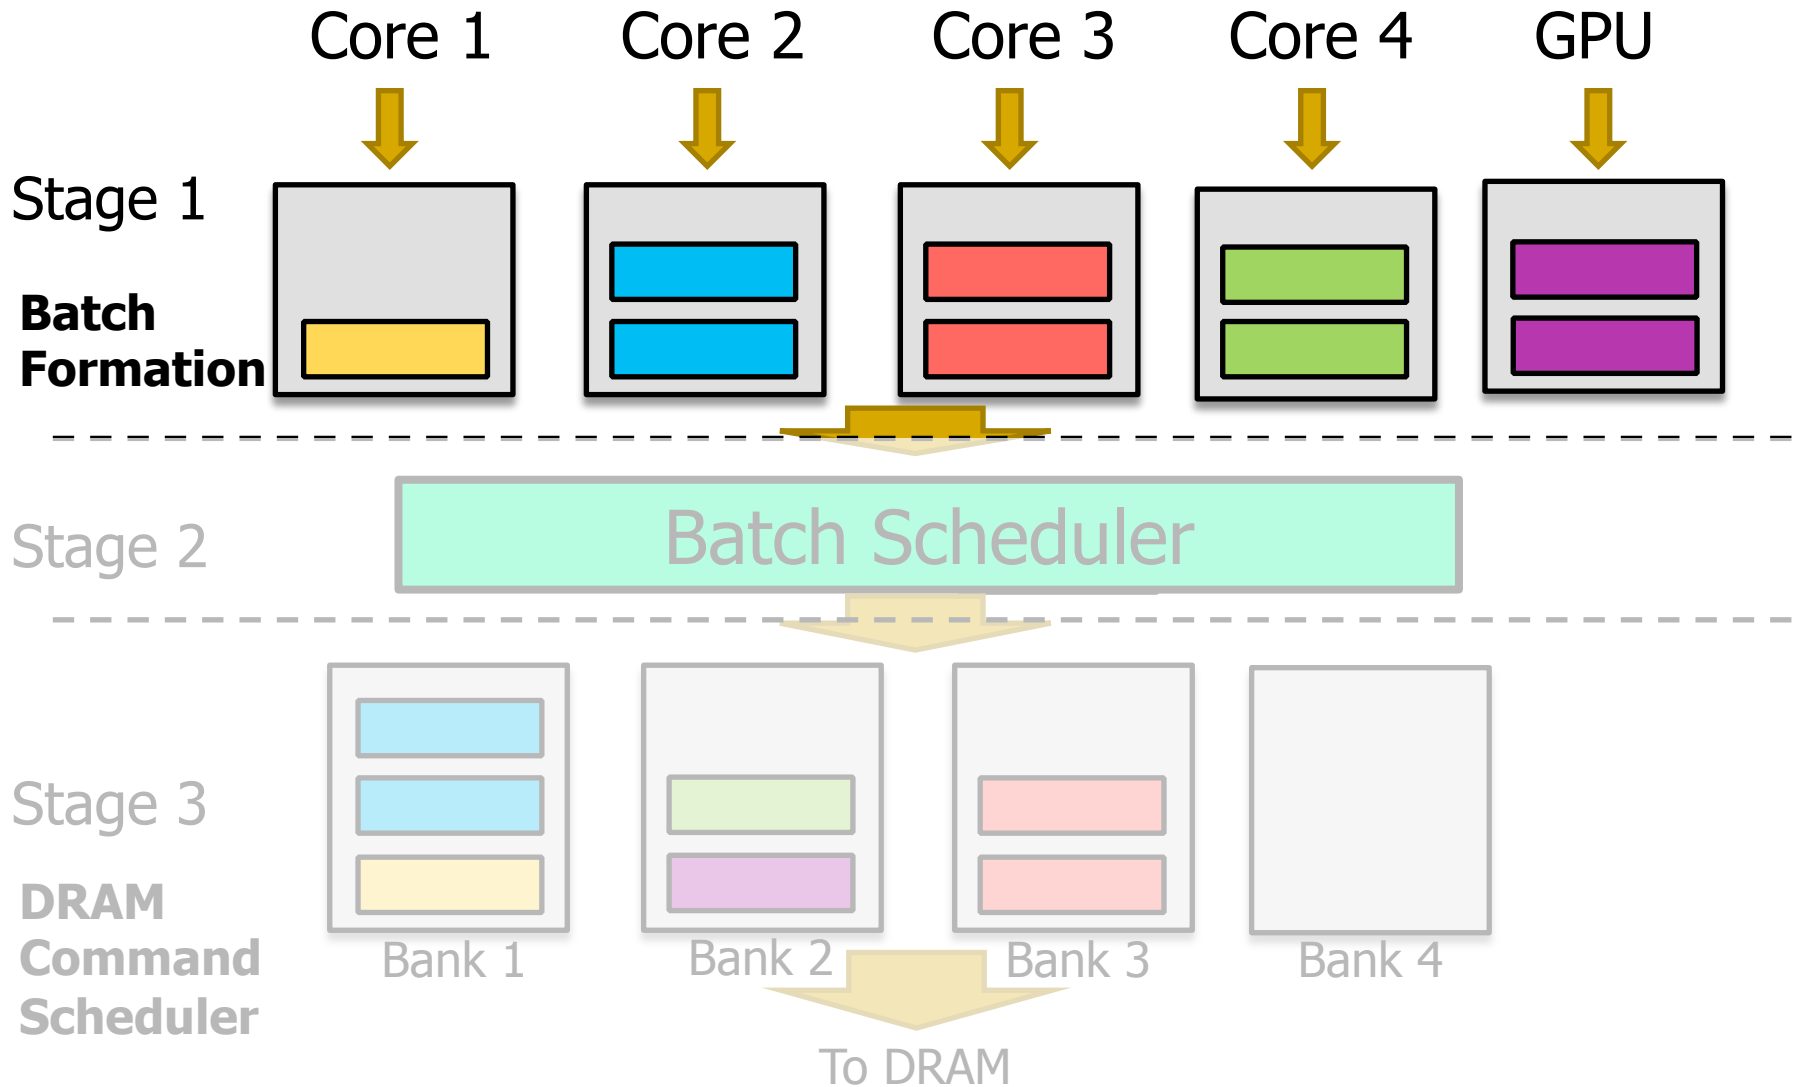 Core 1 Core 2 Core 3 Core 4 GPU
Stage 1
Batch
Formation
Stage 2
Batch Scheduler
Stage 3
DRAM
Command
Scheduler
Bank 1 Bank 2 Bank 3 Bank 4
To DRAM